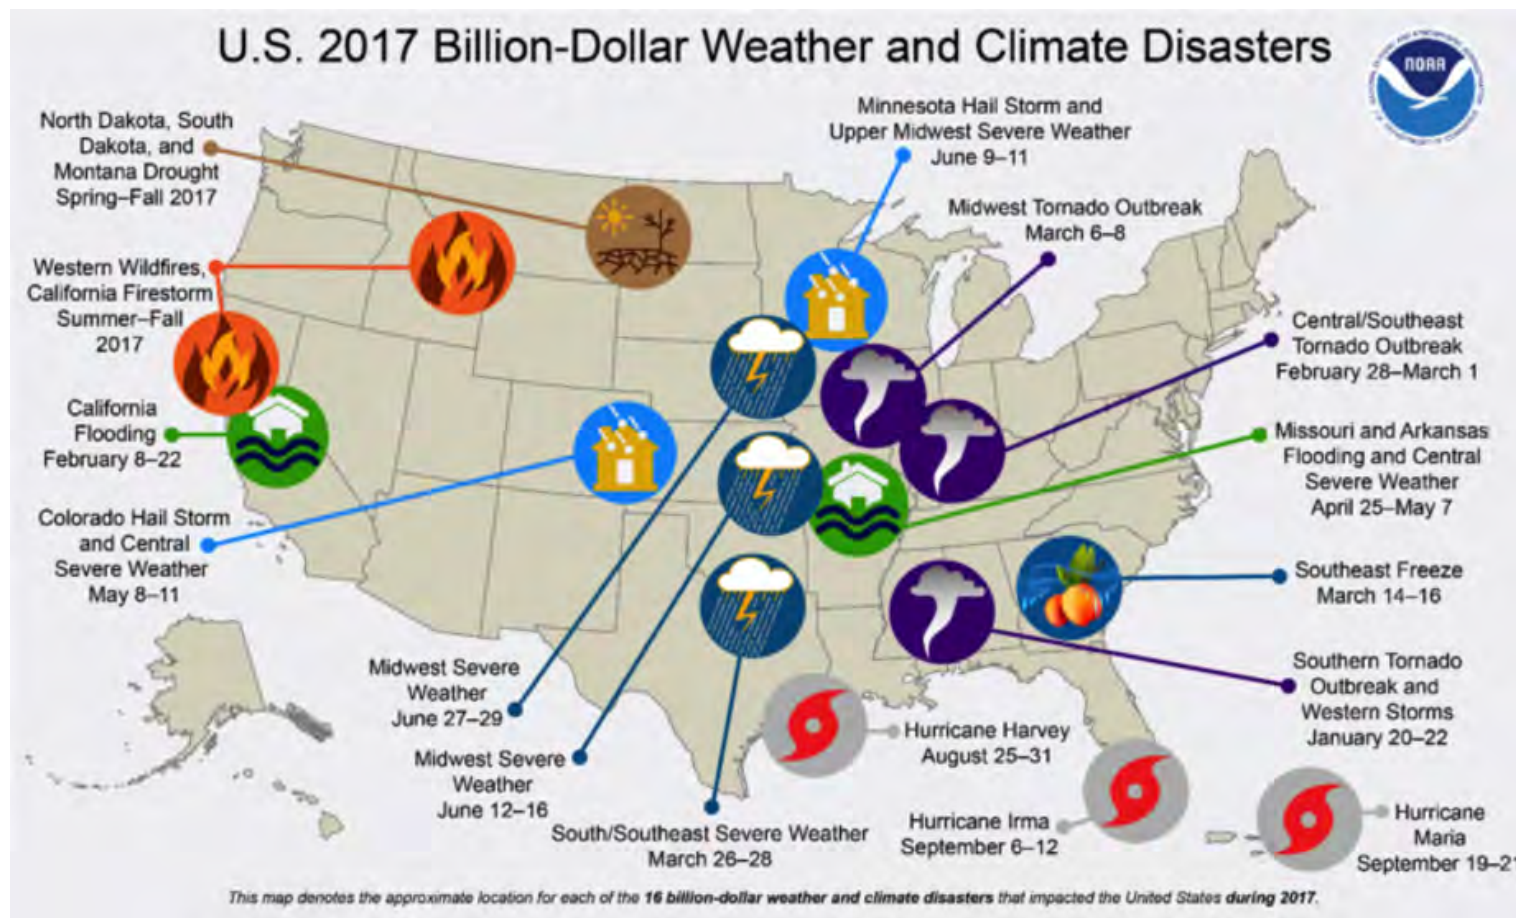 U.S. 2017 Billion-Dollar Weather and Climate Disasters
NOAA
North Dakota, South
Dakota, and
Montana Drought
Spring–Fall 2017
Minnesota Hail Storm and
Upper Midwest Severe Weather
June 9–11
Midwest Tornado Outbreak
March 6–8
Western Wildfires,
California Firestorm
Summer–Fall
2017
Central/Southeast
Tornado Outbreak
February 28–March 1
California
Flooding
February 8–22
Missouri and Arkansas
Flooding and Central
Severe Weather
April 25–May 7
Colorado Hail Storm
and Central
Severe Weather
May 8–11
Southeast Freeze
March 14–16
Midwest Severe
Weather
June 27–29
Southern Tornado
Outbreak and
Western Storms
January 20–22
Midwest Severe
Weather
June 12–16
Hurricane Harvey
August 25–31
South/Southeast Severe Weather
March 26–28
Hurricane Irma
September 6–12
Hurricane
Maria
September 19–21
This map denotes the approximate location for each of the 16 billion-dollar weather and climate disasters that impacted the United States during 2017.